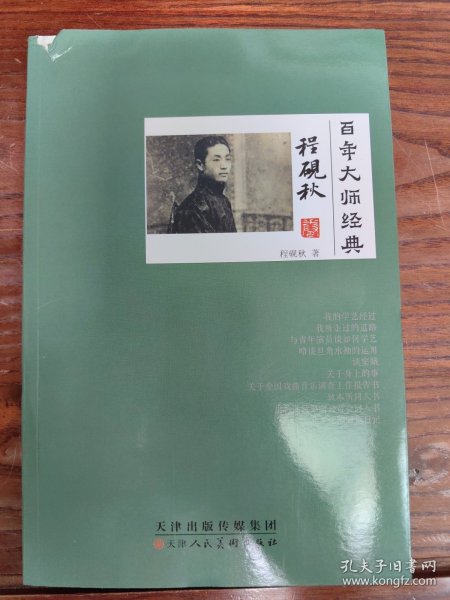 百年大师经典
程砚秋
程砚秋 著
我的学艺经过
我所走过的道路
与青年演员谈如何学艺
略谈旦角水袖的运用
谈窦娥
关于身上的事
关于全国戏曲音乐调查工作报告书
致本所同人书
天津出版传媒集团
天津人民美术出版社
孔夫子旧书网
www.kongfz.com